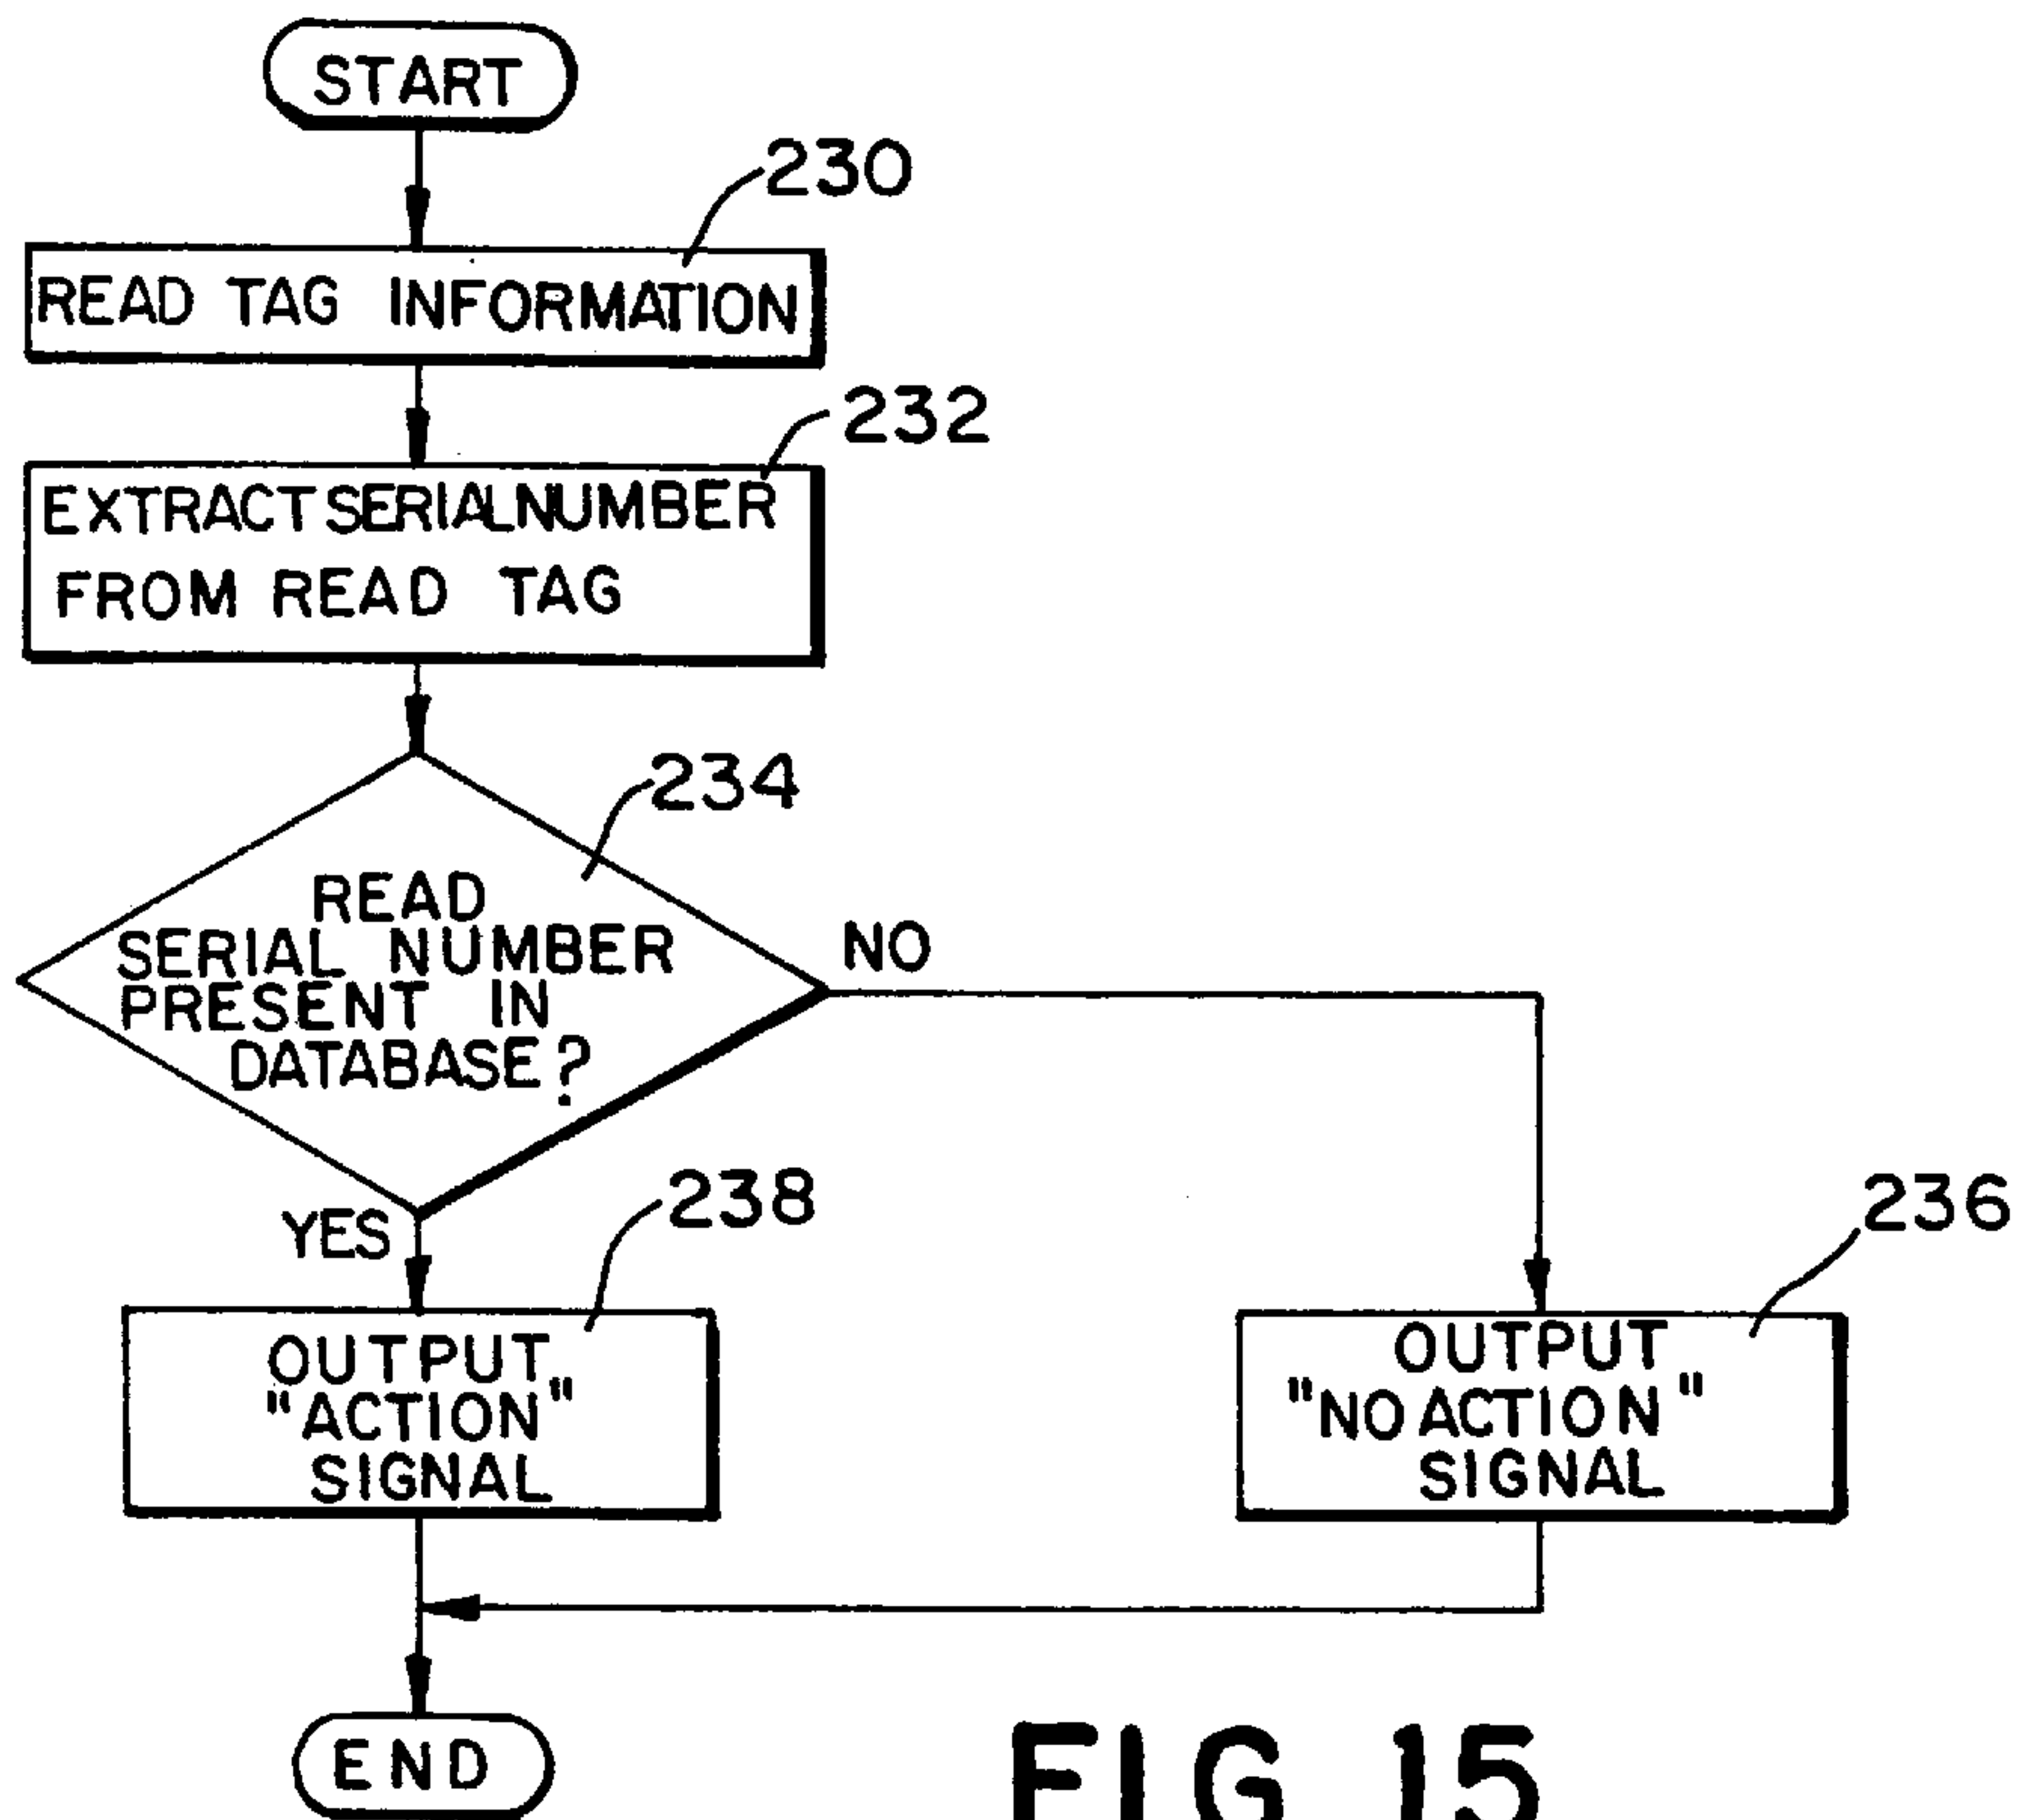 START
230
READ TAG INFORMATION
232
EXTRACT SERIAL NUMBER
FROM READ TAG
234
READ
SERIAL NUMBER
PRESENT IN
DATABASE?
NO
YES
238
236
OUTPUT
"ACTION"
SIGNAL
OUTPUT
"NO ACTION"
SIGNAL
END
FIG 15